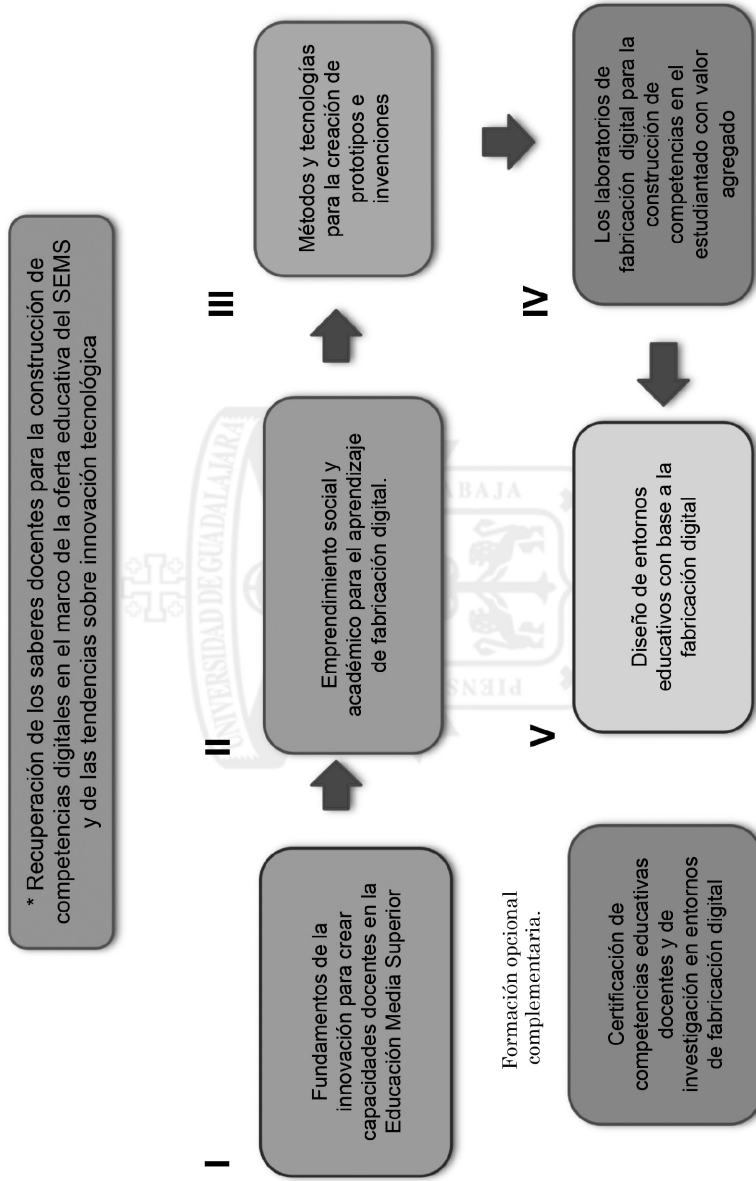 * Recuperación de los saberes docentes para la construcción de
competencias digitales en el marco de la oferta educativa del SEMS
y de las tendencias sobre innovación tecnológica
I
Fundamentos de la
innovación para crear
capacidades docentes en la
Educación Media Superior
II
Emprendimiento social y
académico para el aprendizaje
de fabricación digital.
III
Métodos y tecnologías
para la creación de
prototipos e
invenciones
IV
Los laboratorios de
fabricación digital para la
construcción de
competencias en el
estudiantado con valor
agregado
V
Diseño de entornos
educativos con base a la
fabricación digital
Formación opcional
complementaria.
Certificación de
competencias educativas
docentes y de
investigación en entornos
de fabricación digital
UNIVERSIDAD DE GUADALAJARA
PIENS
ABAJA